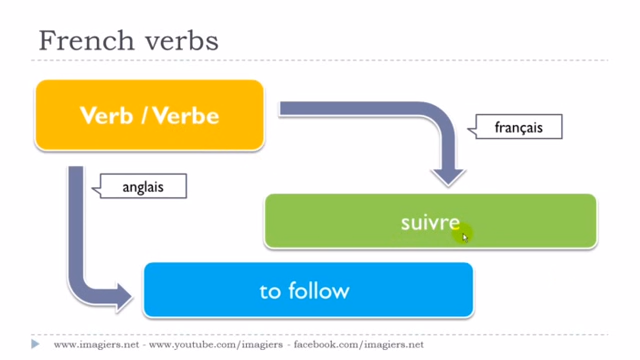 French verbs
Verb / Verbe
français
anglais
suivre
to follow
www.imagiers.net - www.youtube.com/imagiers - facebook.com/imagiers.net